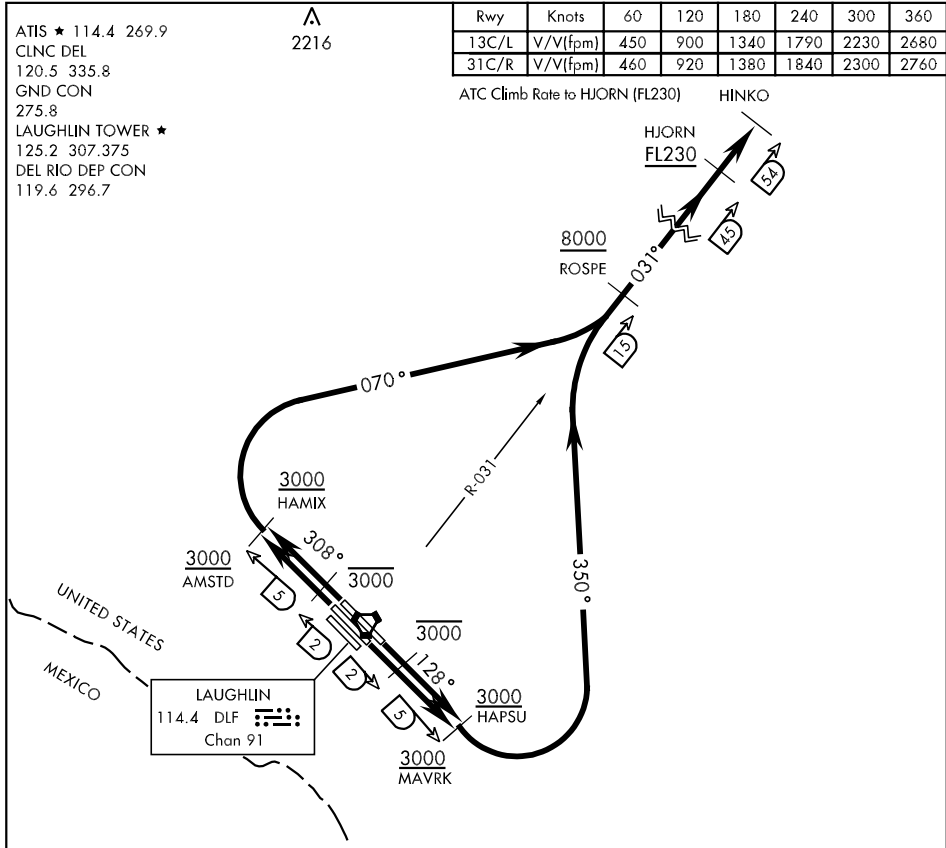 ATIS ★ 114.4 269.9
CLNC DEL
120.5 335.8
GND CON
275.8
LAUGHLIN TOWER ★
125.2 307.375
DEL RIO DEP CON
119.6 296.7
2216
Rwy Knots 60 120 180 240 300 360
13C/L V/V(fpm) 450 900 1340 1790 2230 2680
31C/R V/V(fpm) 460 920 1380 1840 2300 2760
ATC Climb Rate to HJORN (FL230)
HINKO
HJORN
FL230
54
45
8000
ROSPE
031°
15
070°
R-031
3000
HAMIX
308°
3000
AMSTD
3000
5
2
3000
128°
350°
2
5
3000
HAPSU
3000
MAVRK
UNITED STATES
MEXICO
LAUGHLIN
114.4 DLF
Chan 91